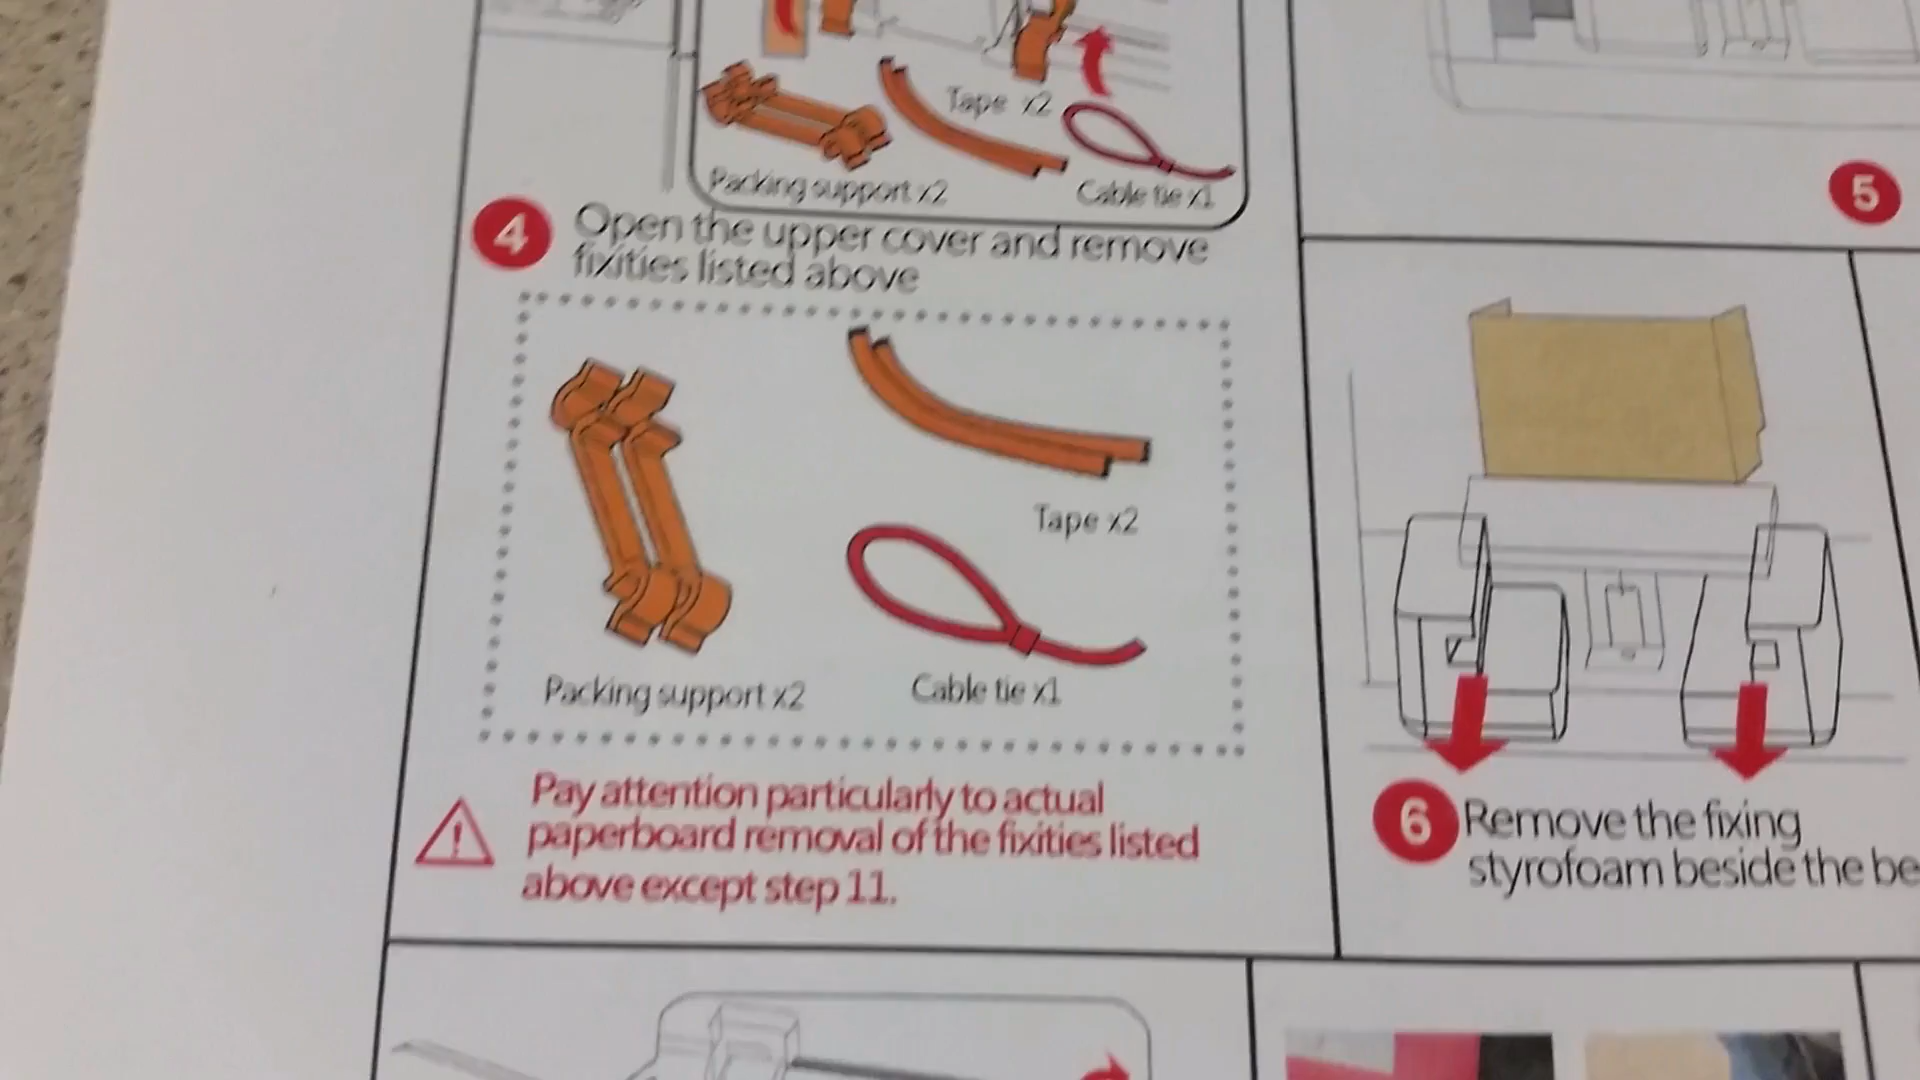 Tape x2
Packing support x2
Cable tie x1
4
Open the upper cover and remove
fixities listed above
Tape x2
Packing support x2
Cable tie x1
Pay attention particularly to actual
paperboard removal of the fixities listed
above except step 11.
5
6
Remove the fixing
styrofoam beside the be